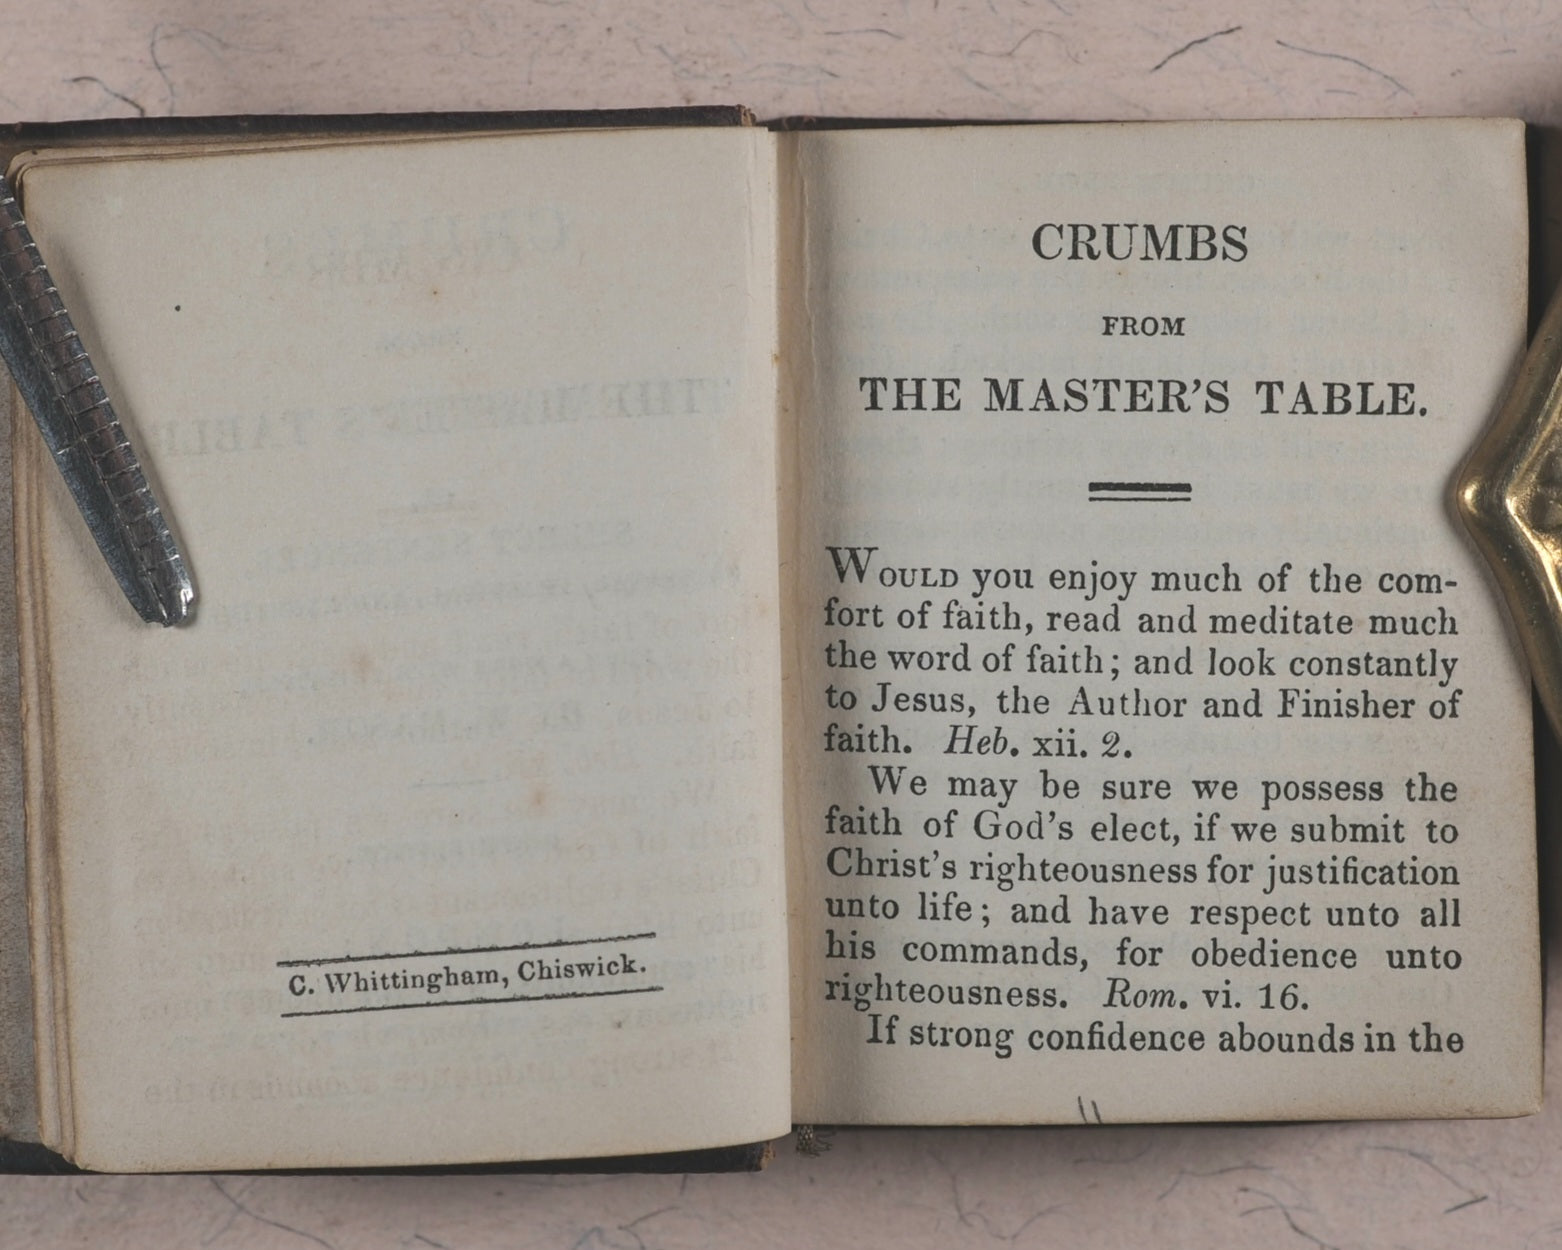 C. Whittingham, Chiswick.
CRUMBS
FROM
THE MASTER'S TABLE.
WOULD you enjoy much of the com-
fort of faith, read and meditate much
the word of faith; and look constantly
to Jesus, the Author and Finisher of
faith. Heb. xii. 2.
We may be sure we possess the
faith of God's elect, if we submit to
Christ's righteousness for justification
unto life; and have respect unto all
his commands, for obedience unto
righteousness. Rom. vi. 16.
If strong confidence abounds in the